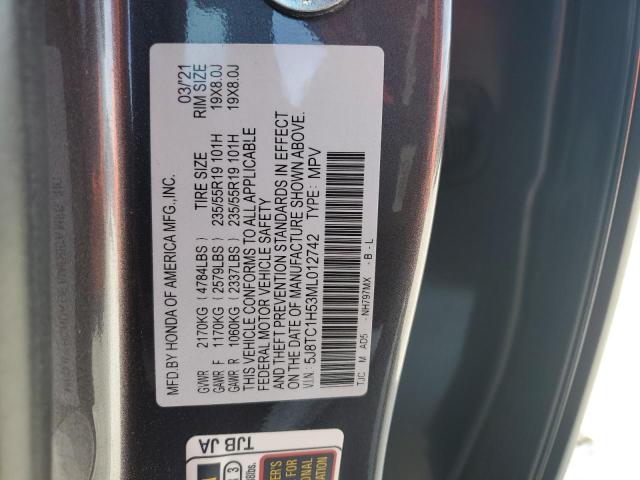 MFD.BY HONDA OF AMERICA MFG.,INC. 03/'21
GVWR 2170KG (4784LBS) TIRE SIZE RIM SIZE
GAWR F 1170KG (2579LBS) 235/55R19 101H 19X8.0J
GAWR R 1060KG (2337LBS) 235/55R19 101H 19X8.0J
THIS VEHICLE CONFORMS TO ALL APPLICABLE
FEDERAL MOTOR VEHICLE SAFETY
AND THEFT PREVENTION STANDARDS IN EFFECT
ON THE DATE OF MANUFACTURE SHOWN ABOVE.
V.I.N.: 5J8TC1H53ML012742 TYPE: MPV
TJC M AD5 NH797MX - B - L
TJB JA